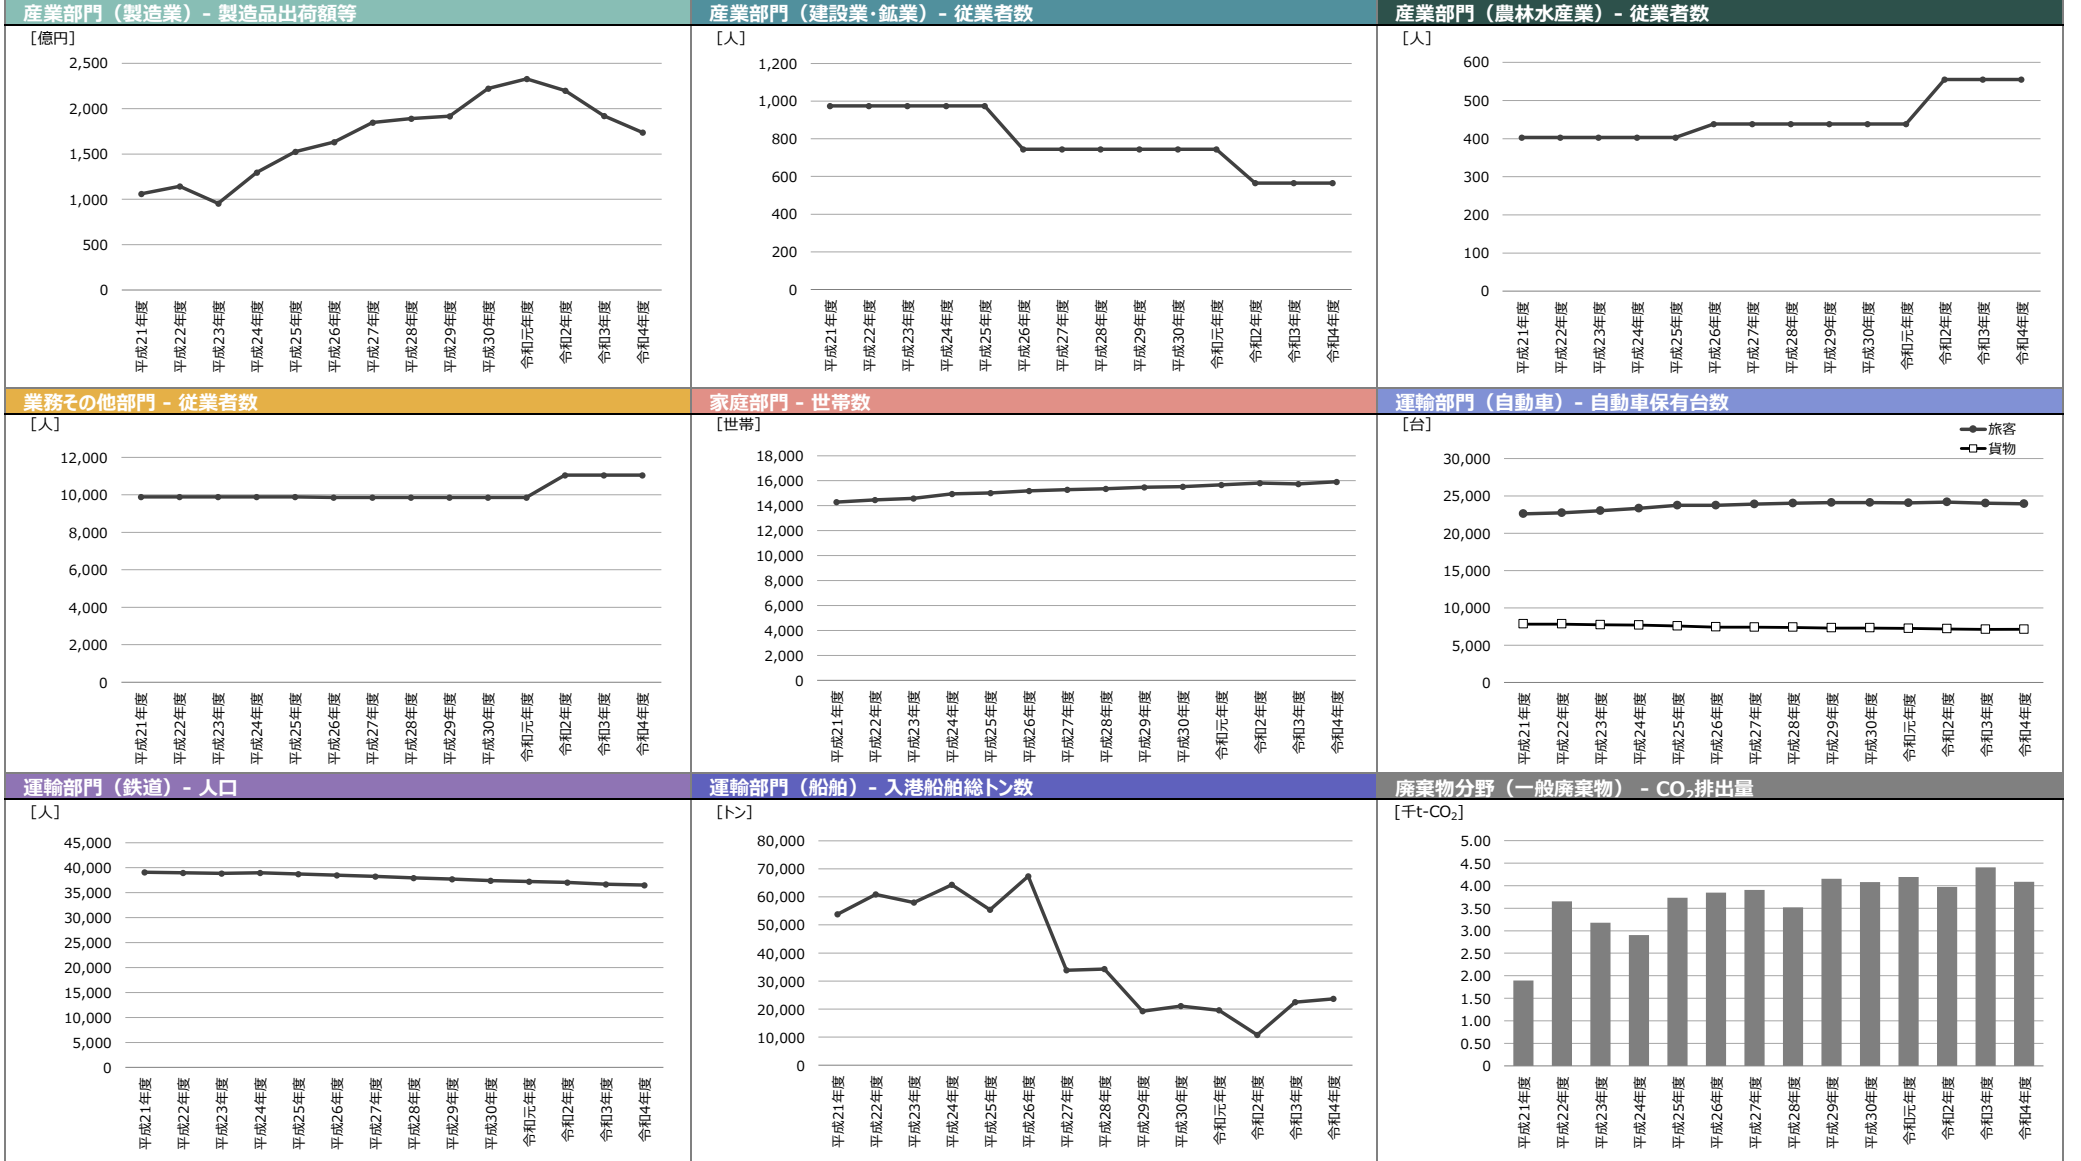 産業部門（製造業）- 製造品出荷額等
[億円]
2,500
2,000
1,500
1,000
500
0
平成21年度
平成22年度
平成23年度
平成24年度
平成25年度
平成26年度
平成27年度
平成28年度
平成29年度
平成30年度
令和元年度
令和2年度
令和3年度
令和4年度
産業部門（建設業･鉱業）- 従業者数
[人]
1,200
1,000
800
600
400
200
0
平成21年度
平成22年度
平成23年度
平成24年度
平成25年度
平成26年度
平成27年度
平成28年度
平成29年度
平成30年度
令和元年度
令和2年度
令和3年度
令和4年度
産業部門（農林水産業）- 従業者数
[人]
600
500
400
300
200
100
0
平成21年度
平成22年度
平成23年度
平成24年度
平成25年度
平成26年度
平成27年度
平成28年度
平成29年度
平成30年度
令和元年度
令和2年度
令和3年度
令和4年度
業務その他部門 - 従業者数
[人]
12,000
10,000
8,000
6,000
4,000
2,000
0
平成21年度
平成22年度
平成23年度
平成24年度
平成25年度
平成26年度
平成27年度
平成28年度
平成29年度
平成30年度
令和元年度
令和2年度
令和3年度
令和4年度
家庭部門 - 世帯数
[世帯]
18,000
16,000
14,000
12,000
10,000
8,000
6,000
4,000
2,000
0
平成21年度
平成22年度
平成23年度
平成24年度
平成25年度
平成26年度
平成27年度
平成28年度
平成29年度
平成30年度
令和元年度
令和2年度
令和3年度
令和4年度
運輸部門（自動車）- 自動車保有台数
[台]
旅客
貨物
30,000
25,000
20,000
15,000
10,000
5,000
0
平成21年度
平成22年度
平成23年度
平成24年度
平成25年度
平成26年度
平成27年度
平成28年度
平成29年度
平成30年度
令和元年度
令和2年度
令和3年度
令和4年度
運輸部門（鉄道）- 人口
[人]
45,000
40,000
35,000
30,000
25,000
20,000
15,000
10,000
5,000
0
平成21年度
平成22年度
平成23年度
平成24年度
平成25年度
平成26年度
平成27年度
平成28年度
平成29年度
平成30年度
令和元年度
令和2年度
令和3年度
令和4年度
運輸部門（船舶）- 入港船舶総トン数
[トン]
80,000
70,000
60,000
50,000
40,000
30,000
20,000
10,000
0
平成21年度
平成22年度
平成23年度
平成24年度
平成25年度
平成26年度
平成27年度
平成28年度
平成29年度
平成30年度
令和元年度
令和2年度
令和3年度
令和4年度
廃棄物分野（一般廃棄物） - CO₂排出量
[千t-CO₂]
5.00
4.50
4.00
3.50
3.00
2.50
2.00
1.50
1.00
0.50
0
平成21年度
平成22年度
平成23年度
平成24年度
平成25年度
平成26年度
平成27年度
平成28年度
平成29年度
平成30年度
令和元年度
令和2年度
令和3年度
令和4年度